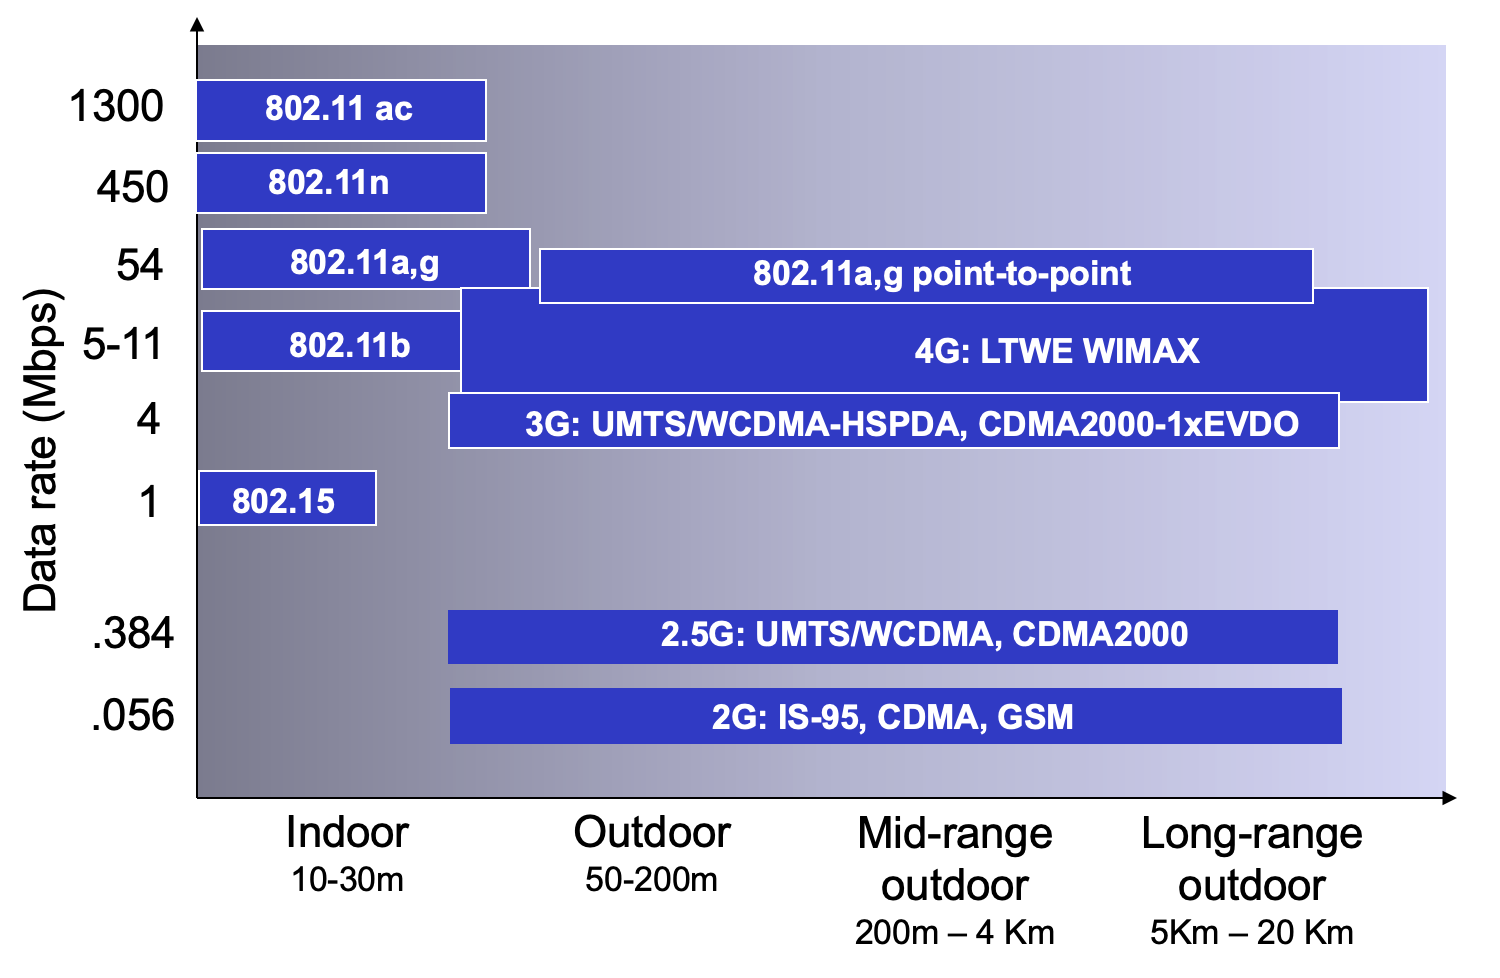 1300
802.11 ac
450
802.11n
54
802.11a,g
802.11a,g point-to-point
5-11
802.11b
4G: LTWE WIMAX
4
3G: UMTS/WCDMA-HSPDA, CDMA2000-1xEVDO
1
802.15
.384
2.5G: UMTS/WCDMA, CDMA2000
.056
2G: IS-95, CDMA, GSM
Data rate (Mbps)
Indoor
10-30m
Outdoor
50-200m
Mid-range
outdoor
200m – 4 Km
Long-range
outdoor
5Km – 20 Km